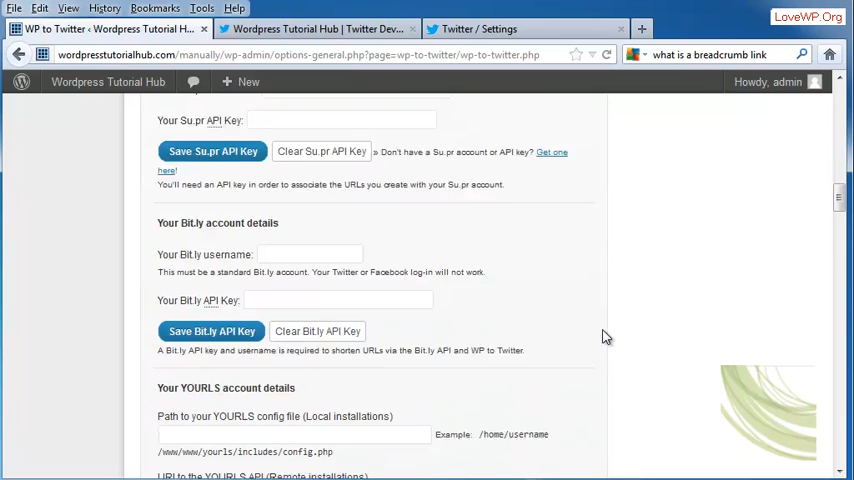 File Edit View History Bookmarks Tools Help
LoveWP.Org
WP to Twitter ‹ Wordpress Tutorial H...
Wordpress Tutorial Hub | Twitter Dev...
Twitter / Settings
wordpresstutorialhub.com/manually/wp-admin/options-general.php?page=wp-to-twitter/wp-to-twitter.php
what is a breadcrumb link
Wordpress Tutorial Hub + New Howdy, admin
Your Su.pr API Key:
Save Su.pr API Key Clear Su.pr API Key » Don't have a Su.pr account or API key? Get one
here!
You'll need an API key in order to associate the URLs you create with your Su.pr account.
Your Bit.ly account details
Your Bit.ly username:
This must be a standard Bit.ly account. Your Twitter or Facebook log-in will not work.
Your Bit.ly API Key:
Save Bit.ly API Key Clear Bit.ly API Key
A Bit.ly API key and username is required to shorten URLs via the Bit.ly API and WP to Twitter.
Your YOURLS account details
Path to your YOURLS config file (Local installations)
Example: /home/username
/www/www/yourls/includes/config.php
URI to the YOURLS API (Remote installations)